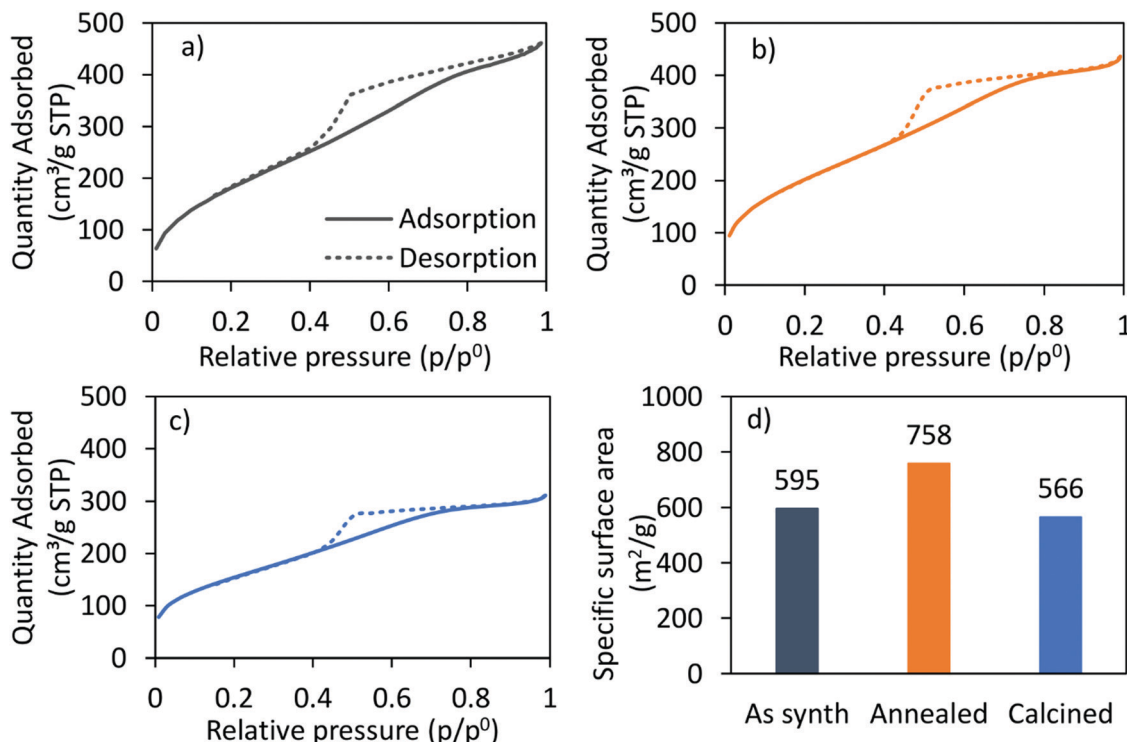 a)
Quantity Adsorbed
(cm³/g STP)
500
400
300
200
100
0
Adsorption
Desorption
0 0.2 0.4 0.6 0.8 1
Relative pressure (p/p⁰)
b)
Quantity Adsorbed
(cm³/g STP)
500
400
300
200
100
0
0 0.2 0.4 0.6 0.8 1
Relative pressure (p/p⁰)
c)
Quantity Adsorbed
(cm³/g STP)
500
400
300
200
100
0
0 0.2 0.4 0.6 0.8 1
Relative pressure (p/p⁰)
d)
Specific surface area
(m²/g)
1000
800
600
400
200
0
595 758 566
As synth Annealed Calcined